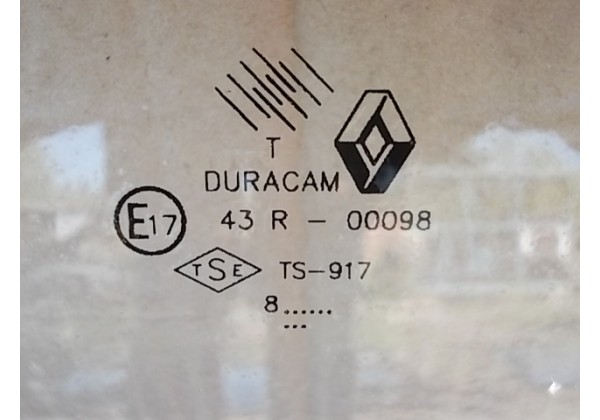 T
DURACAM
E17 43 R - 00098
TSE TS-917
8......
...